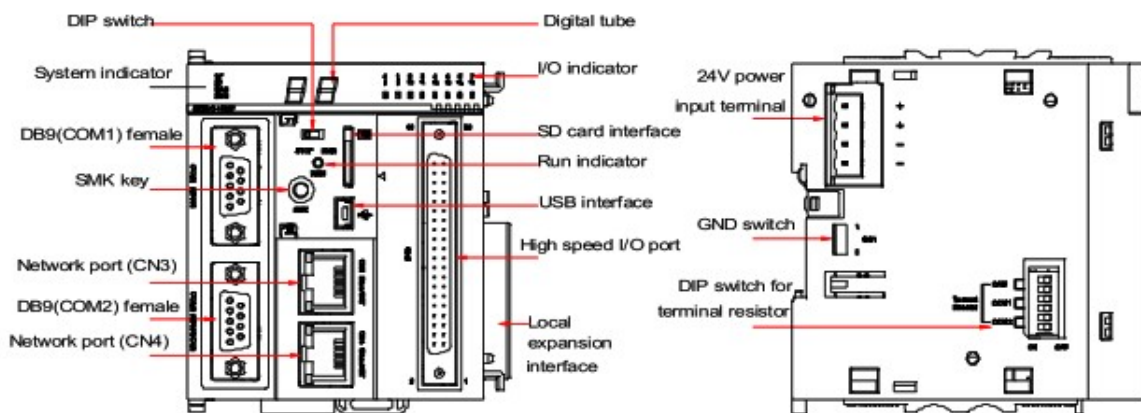 DIP switch
Digital tube
System indicator
I/O indicator
DB9(COM1) female
SD card interface
SMK key
Run indicator
USB interface
High speed I/O port
Network port (CN3)
DB9(COM2) female
Network port (CN4)
Local
expansion
interface
24V power
input terminal
+
+
-
-
GND switch
DIP switch for
terminal resistor